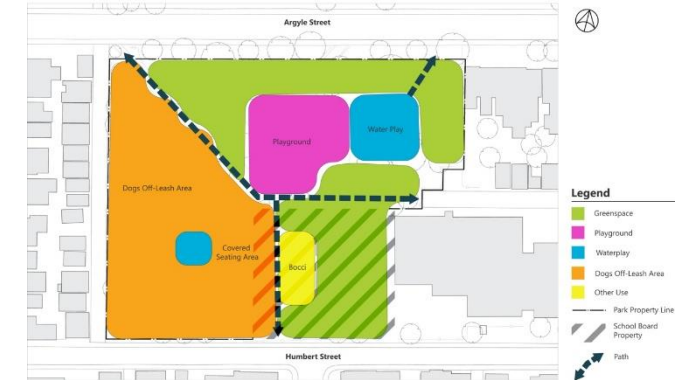 Argyle Street
Playground
Water Play
Dogs Off-Leash Area
Covered
Seating Area
Bocci
Humbert Street
Legend
Greenspace
Playground
Waterplay
Dogs Off-Leash Area
Other Use
Park Property Line
School Board
Property
Path